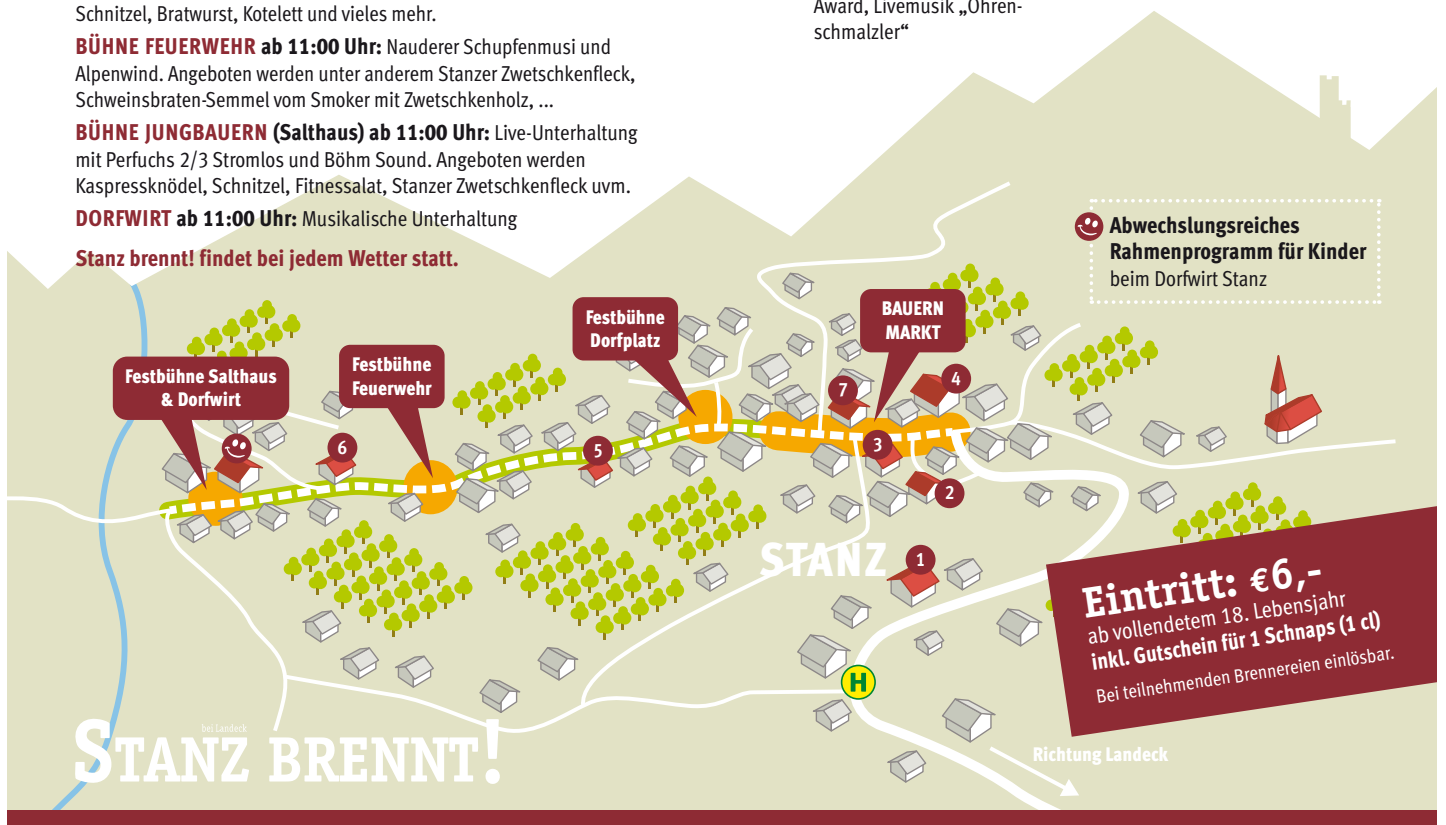 Schnitzel, Bratwurst, Kotelett und vieles mehr.
BÜHNE FEUERWEHR ab 11:00 Uhr: Nauderer Schupfenmusi und
Alpenwind. Angeboten werden unter anderem Stanzer Zwetschkenfleck,
Schweinsbraten-Semmel vom Smoker mit Zwetschkenholz, ...
BÜHNE JUNGBAUERN (Salthaus) ab 11:00 Uhr: Live-Unterhaltung
mit Perfuchs 2/3 Stromlos und Böhm Sound. Angeboten werden
Kaspressknödel, Schnitzel, Fitnessalat, Stanzer Zwetschkenfleck uvm.
DORFWIRT ab 11:00 Uhr: Musikalische Unterhaltung
Stanz brennt! findet bei jedem Wetter statt.
Award, Livemusik „Ohren-
schmalzler“
Abwechslungsreiches
Rahmenprogramm für Kinder
beim Dorfwirt Stanz
Festbühne Salthaus
& Dorfwirt
Festbühne
Feuerwehr
Festbühne
Dorfplatz
BAUERN
MARKT
7
4
6
5
3
2
STANZ
1
H
Eintritt: €6,-
ab vollendetem 18. Lebensjahr
inkl. Gutschein für 1 Schnaps (1 cl)
Bei teilnehmenden Brennereien einlösbar.
bei Landeck
STANZ BRENNT!
Richtung Landeck